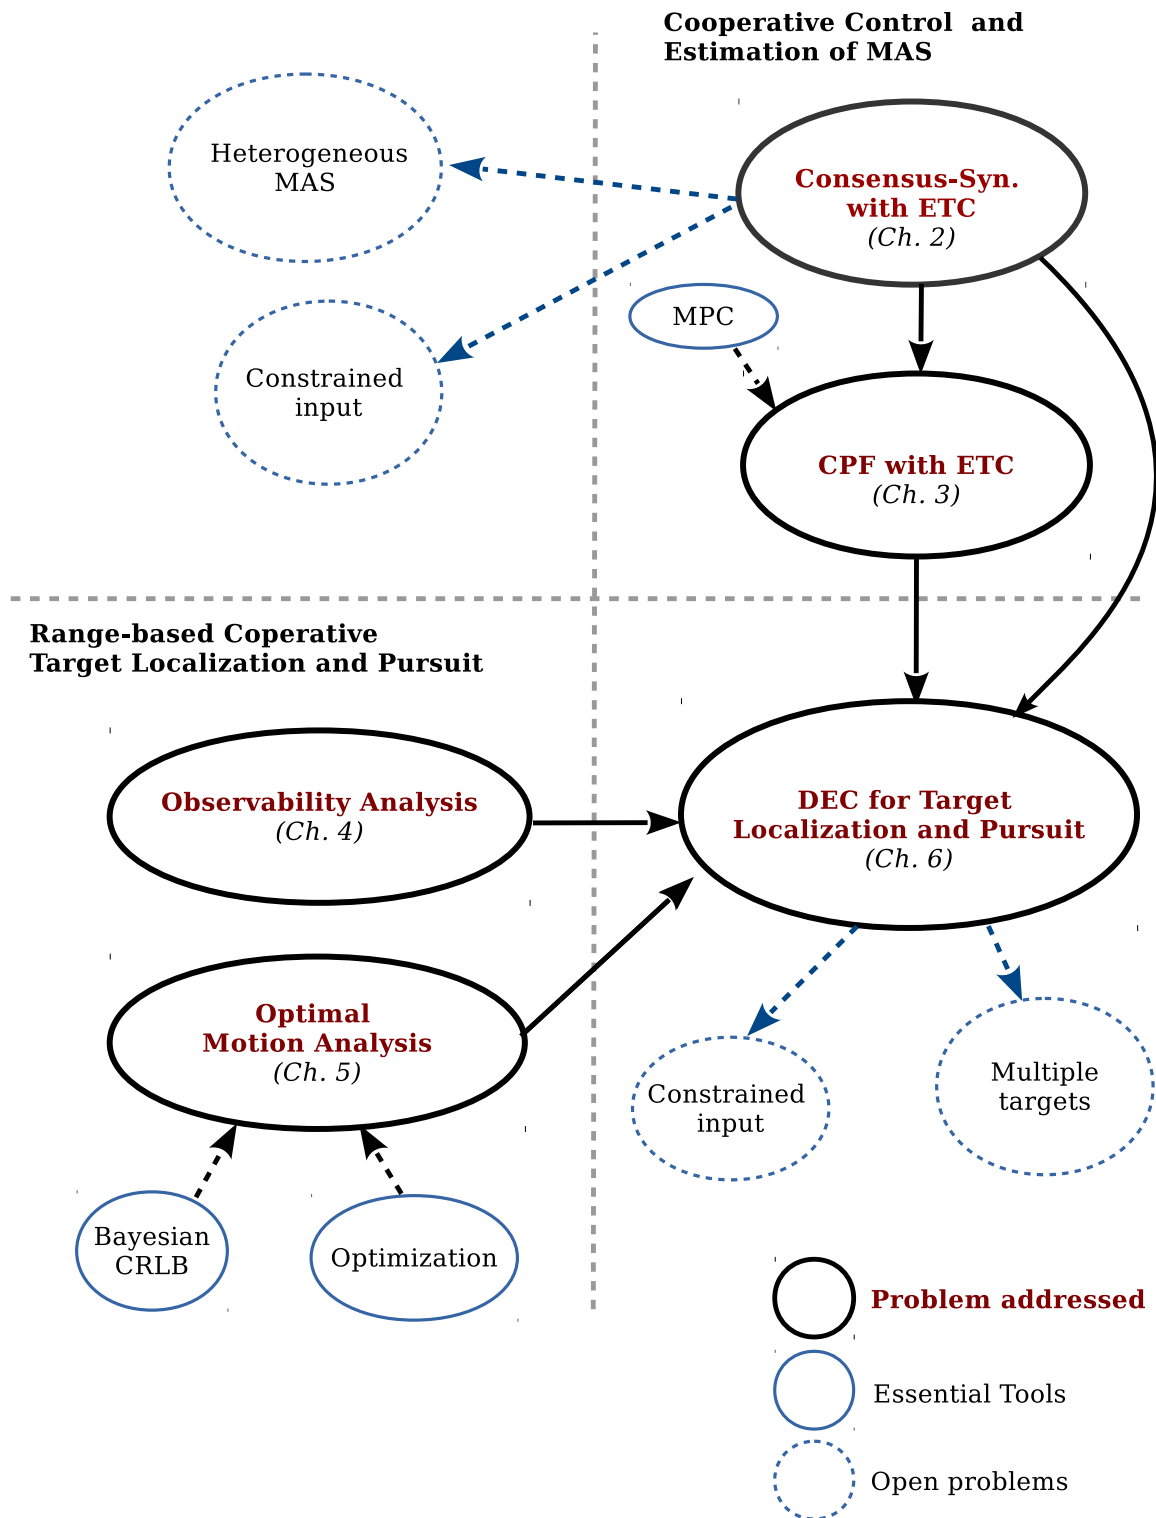 Cooperative Control  and
Estimation of MAS
Heterogeneous
MAS
Consensus-Syn.
with ETC
(Ch. 2)
MPC
Constrained
input
CPF with ETC
(Ch. 3)
Range-based Coperative
Target Localization and Pursuit
Observability Analysis
(Ch. 4)
DEC for Target
Localization and Pursuit
(Ch. 6)
Optimal
Motion Analysis
(Ch. 5)
Constrained
input
Multiple
targets
Bayesian
CRLB
Optimization
Problem addressed
Essential Tools
Open problems